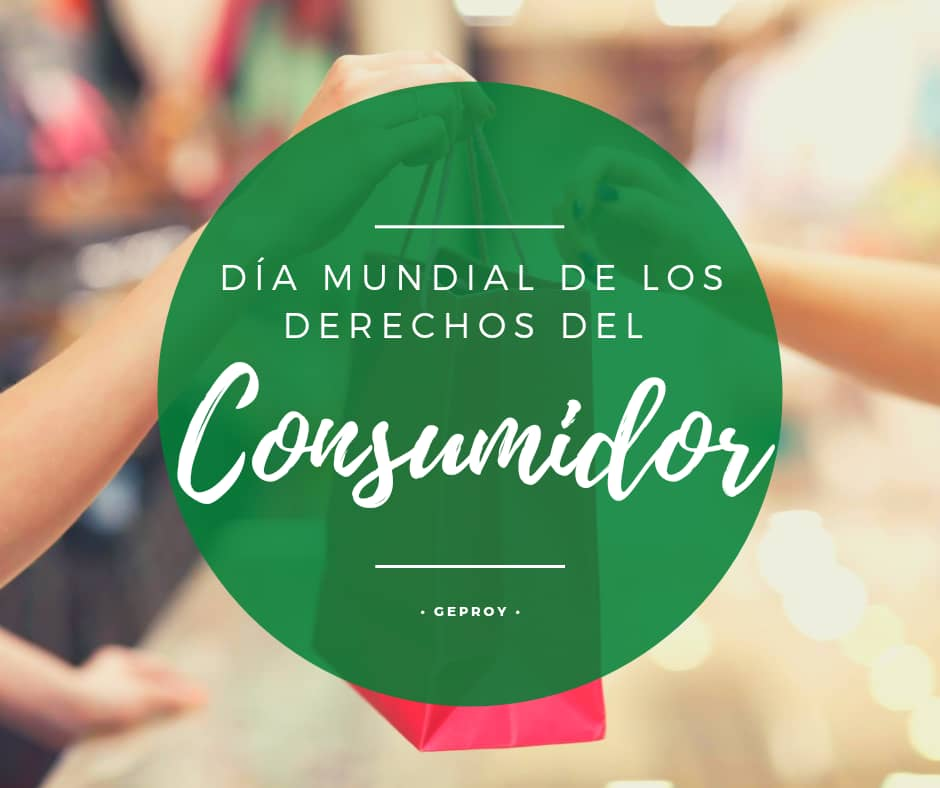 DÍA MUNDIAL DE LOS
DERECHOS DEL
Consumidor
• GEPROY •